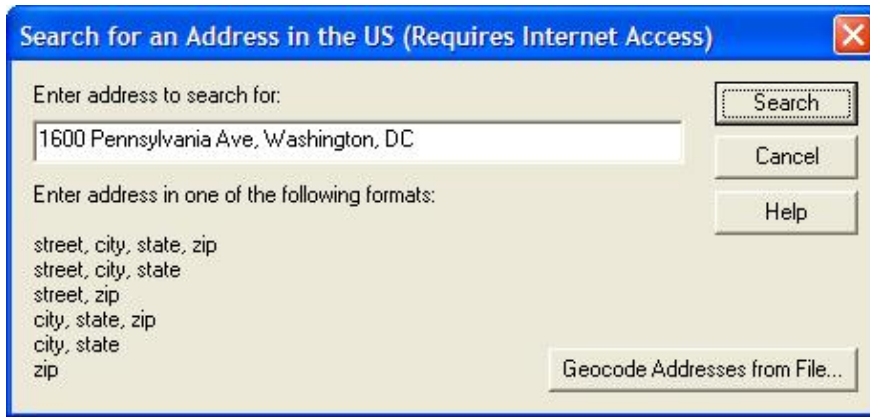 Search for an Address in the US (Requires Internet Access)
Enter address to search for:
1600 Pennsylvania Ave, Washington, DC
Search
Cancel
Help
Enter address in one of the following formats:
street, city, state, zip
street, city, state
street, zip
city, state, zip
city, state
zip
Geocode Addresses from File...